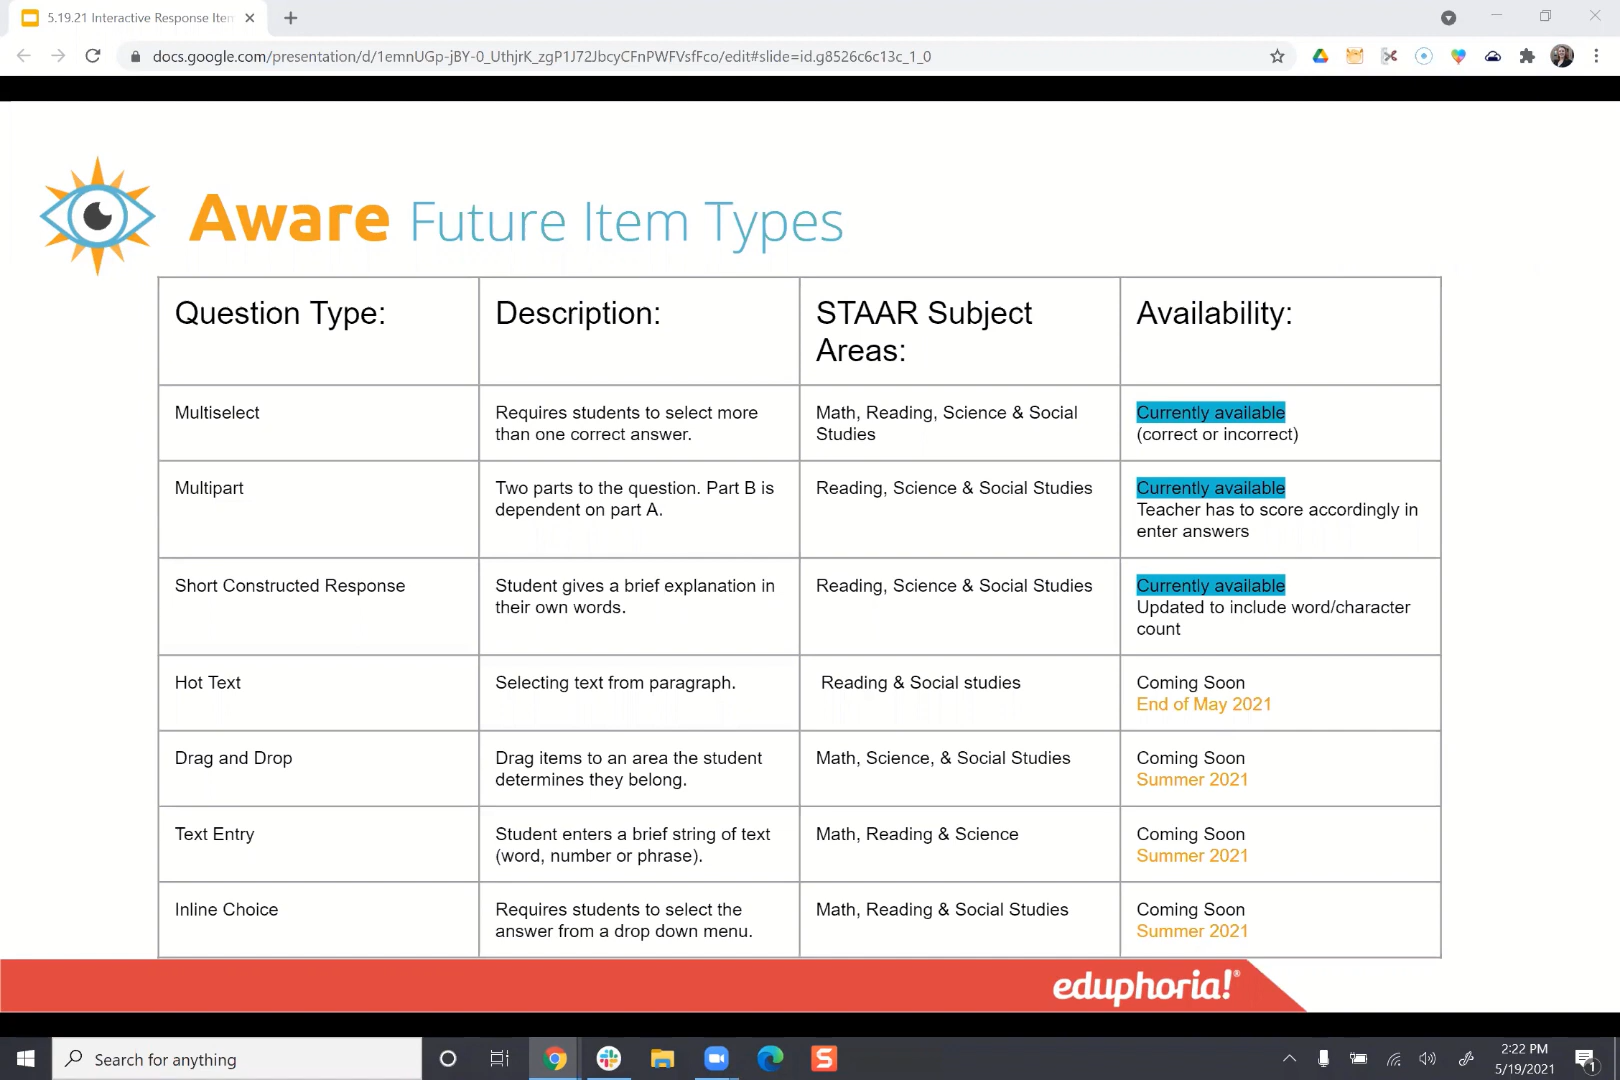 5.19.21 Interactive Response Item
docs.google.com/presentation/d/1emnUGp-jBY-0_UthjrK_zgP1J72JbcyCFnPWFVsfFco/edit#slide=id.g8526c6c13c_1_0
Aware Future Item Types
Question Type:
Description:
STAAR Subject
Areas:
Availability:
Multiselect
Requires students to select more
than one correct answer.
Math, Reading, Science & Social
Studies
Currently available
(correct or incorrect)
Multipart
Two parts to the question. Part B is
dependent on part A.
Reading, Science & Social Studies
Currently available
Teacher has to score accordingly in
enter answers
Short Constructed Response
Student gives a brief explanation in
their own words.
Reading, Science & Social Studies
Currently available
Updated to include word/character
count
Hot Text
Selecting text from paragraph.
Reading & Social studies
Coming Soon
End of May 2021
Drag and Drop
Drag items to an area the student
determines they belong.
Math, Science, & Social Studies
Coming Soon
Summer 2021
Text Entry
Student enters a brief string of text
(word, number or phrase).
Math, Reading & Science
Coming Soon
Summer 2021
Inline Choice
Requires students to select the
answer from a drop down menu.
Math, Reading & Social Studies
Coming Soon
Summer 2021
eduphoria!®
Search for anything
S
2:22 PM
5/19/2021
1